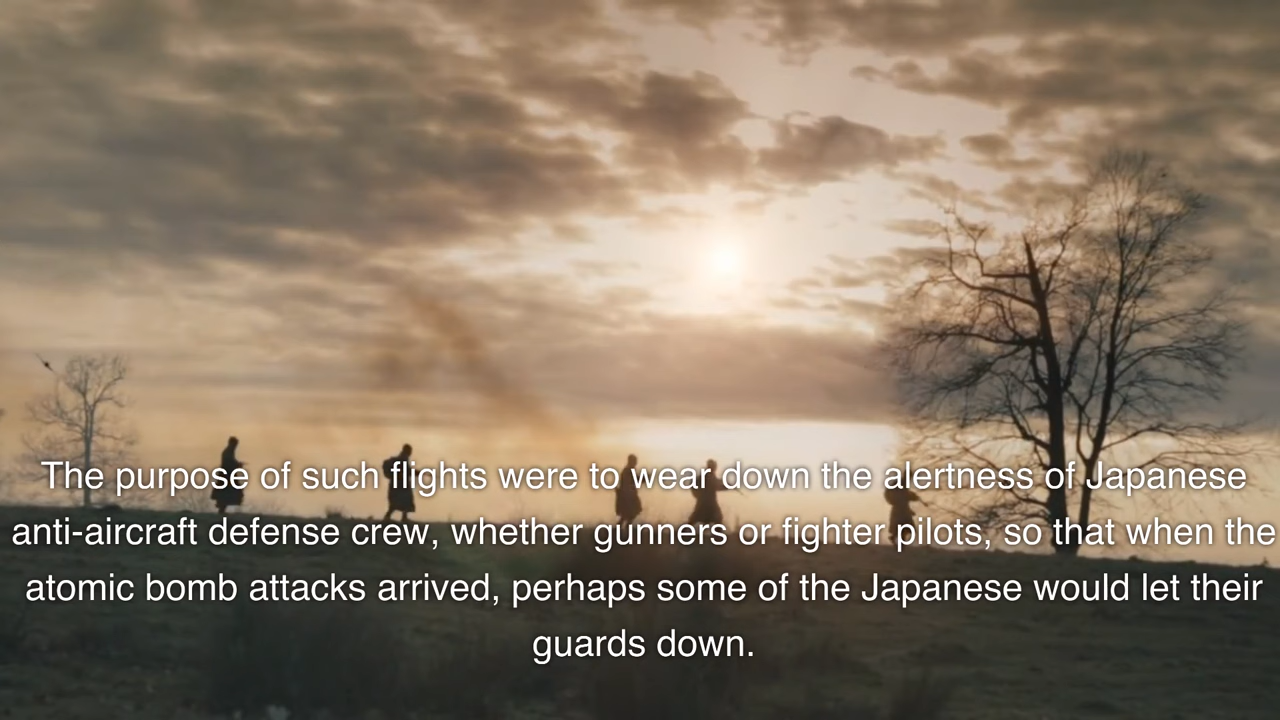 The purpose of such flights were to wear down the alertness of Japanese
anti-aircraft defense crew, whether gunners or fighter pilots, so that when the
atomic bomb attacks arrived, perhaps some of the Japanese would let their
guards down.